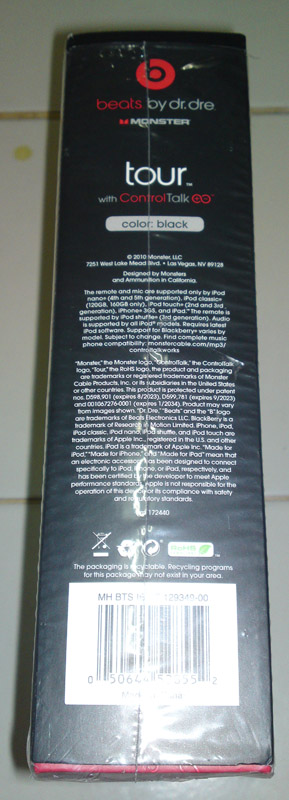 b
beats by dr. dre
MONSTER
tour™
with ControlTalk
color: black
© 2010 Monster, LLC
7251 West Lake Mead Blvd. • Las Vegas, NV 89128
Designed by Monsters
and Ammunition in California.
The remote and mic are supported only by iPod
nano® (4th and 5th generation), iPod classic®
(120GB, 160GB only), iPod touch® (2nd and 3rd
generation), iPhone® 3GS, and iPad.™ The remote is
supported by iPod shuffle® (3rd generation). Audio
is supported by all iPod® models. Requires latest
iPod software. Support for Blackberry® varies by
model. Subject to change. Find complete music
phone compatibility: monstercable.com/mp3/
controltalkworks
"Monster," the Monster logo, "ControlTalk," the ControlTalk
logo, "Tour," the RoHS logo, the product and packaging
are trademarks or registered trademarks of Monster
Cable Products, Inc. or its subsidiaries in the United States
or other countries. This product is protected under patent
nos. D598,901 (expires 8/2023), D599,781 (expires 9/2023)
and (expires 1/2034). Product may vary
from images shown. "Dr. Dre," "Beats" and the "B" logo
are trademarks of Beats Electronics LLC. BlackBerry is a
trademark of Research In Motion Limited. iPhone, iPod,
iPod classic, iPod nano, iPod shuffle, and iPod touch are
trademarks of Apple Inc., registered in the U.S. and other
countries. iPad is a trademark of Apple Inc. "Made for
iPod," "Made for iPhone," and "Made for iPad" mean that
an electronic accessory has been designed to connect
specifically to iPod, iPhone, or iPad, respectively, and
has been certified by the developer to meet Apple
performance standards. Apple is not responsible for the
operation of this device or its compliance with safety
and regulatory standards.
172440
RoHS
The packaging is recyclable. Recycling programs
for this package may not exist in your area.
MH BTS 129340-00
0 50644 2